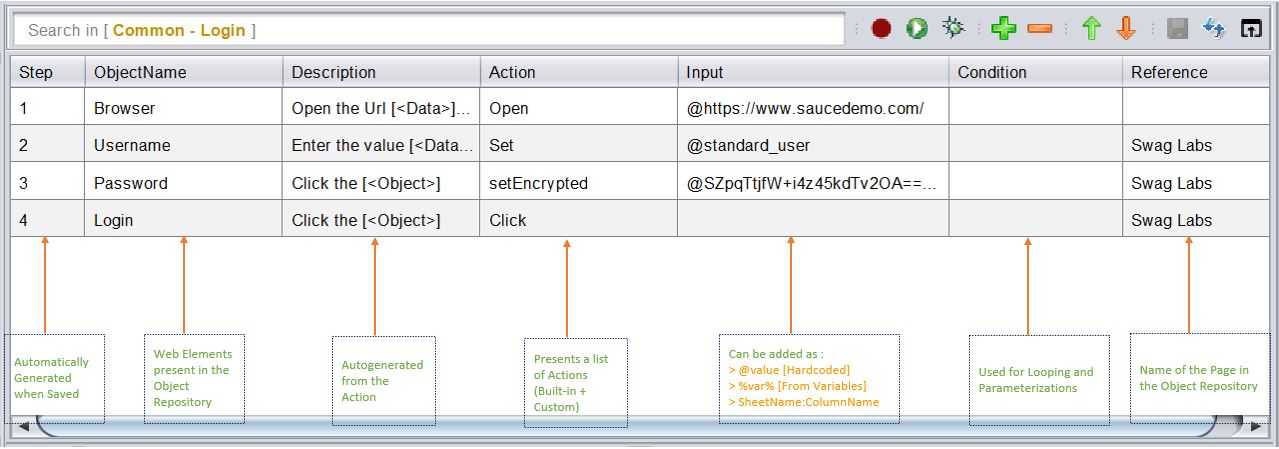 Search in [ Common - Login ]
Step ObjectName Description Action Input Condition Reference
1 Browser Open the Url [<Data>]... Open @https://www.saucedemo.com/
2 Username Enter the value [<Data... Set @standard_user Swag Labs
3 Password Click the [<Object>] setEncrypted @SZpqTtjfW+i4z45kdTv2OA==... Swag Labs
4 Login Click the [<Object>] Click Swag Labs
Automatically
Generated
when Saved
Web Elements
present in the
Object
Repository
Autogenerated
from the
Action
Presents a list
of Actions
(Built-in +
Custom)
Can be added as :
> @value [Hardcoded]
> %var% [From Variables]
> SheetName:ColumnName
Used for Looping and
Parameterizations
Name of the Page in
the Object Repository